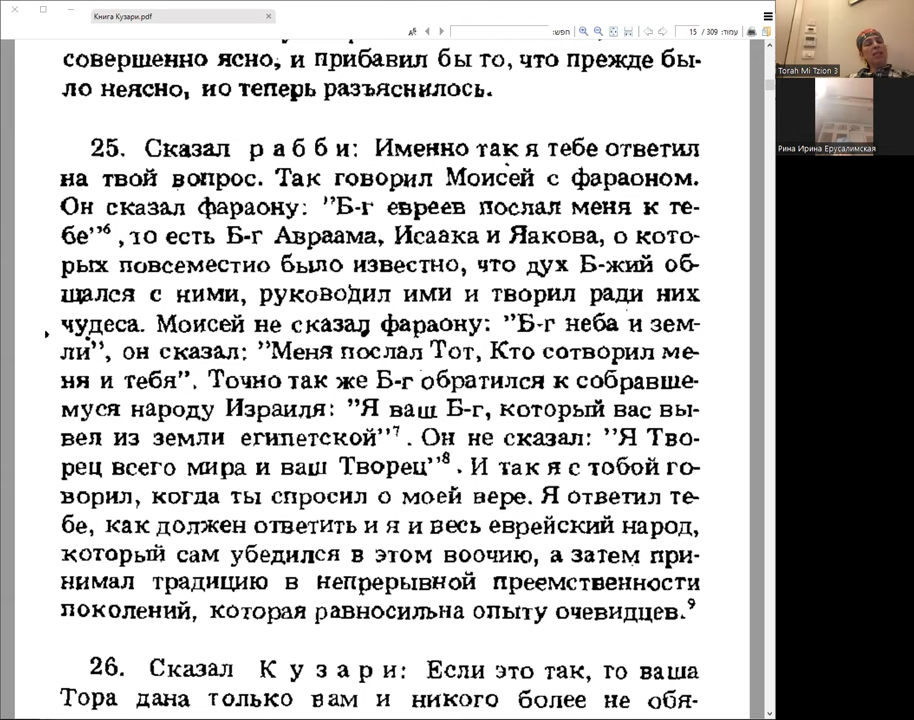 Книга Кузари.pdf
חפש:
15
עמוד: / 309
совершенно ясно, и прибавил бы то, что прежде бы-
ло неясно, ио теперь разъяснилось.
25. Сказал рабби: Именно так я тебе ответил
на твой вопрос. Так говорил Моисей с фараоном.
Он сказал фараону: "Б-г евреев послал меня к те-
бе"⁶, то есть Б-г Авраама, Исаака и Яакова, о кото-
рых повсеместио было известно, что дух Б-жий об-
щался с ними, руководил ими и творил ради них
чудеса. Моисей не сказал фараону: "Б-г неба и зем-
ли", он сказал: "Меня послал Тот, Кто сотворил ме-
ня и тебя". Точно так же Б-г обратился к собравше-
муся народу Израиля: "Я ваш Б-г, который вас вы-
вел из земли египетской"⁷. Он не сказал: "Я Тво-
рец всего мира и ваш Творец"⁸. И так я с тобой го-
ворил, когда ты спросил о моей вере. Я ответил те-
бе, как должен ответить и я и весь еврейский народ,
который сам убедился в этом воочию, а затем при-
нимал традицию в непрерывной преемственности
поколений, которая равносильна опыту очевидцев.⁹
26. Сказал Кузари: Если это так, то ваша
Тора дана только вам и никого более не обя-
Torah Mi Tzion 3
Рина Ирина Ерусалимская